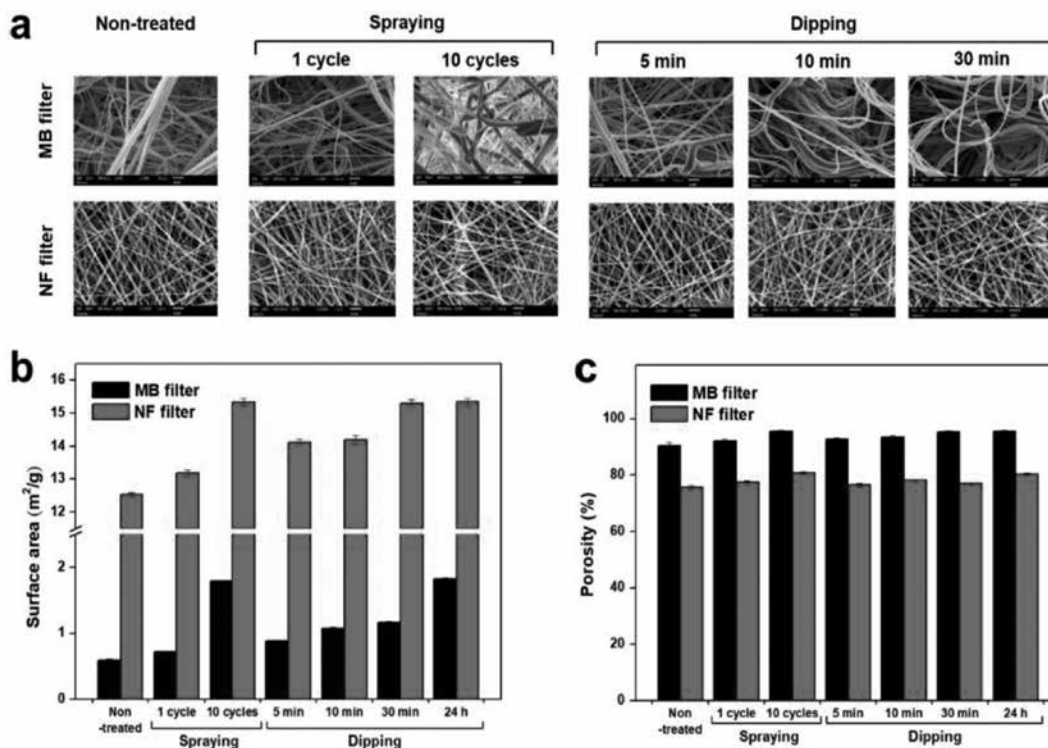 a
Non-treated
Spraying
Dipping
1 cycle
10 cycles
5 min
10 min
30 min
MB filter
NF filter
b
MB filter
NF filter
Surface area (m²/g)
16
15
14
13
12
2
1
0
Non
-treated
1 cycle
10 cycles
5 min
10 min
30 min
24 h
Spraying
Dipping
c
MB filter
NF filter
Porosity (%)
100
80
60
40
20
0
Non
-treated
1 cycle
10 cycles
5 min
10 min
30 min
24 h
Spraying
Dipping